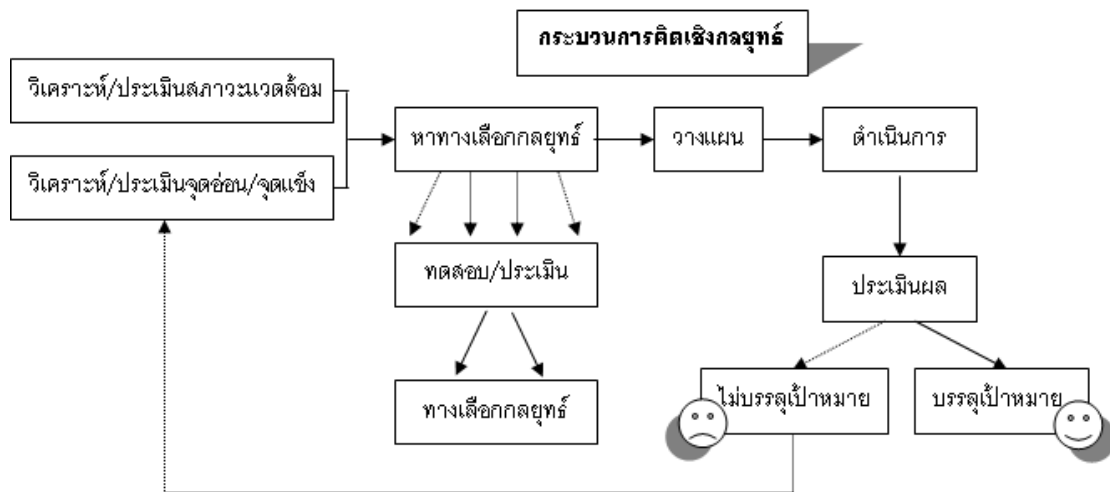 กระบวนการคิดเชิงกลยุทธ์
วิเคราะห์/ประเมินสภาวะแวดล้อม
วิเคราะห์/ประเมินจุดอ่อน/จุดแข็ง
หาทางเลือกกลยุทธ์
วางแผน
ดำเนินการ
ทดสอบ/ประเมิน
ประเมินผล
ทางเลือกกลยุทธ์
ไม่บรรลุเป้าหมาย
บรรลุเป้าหมาย